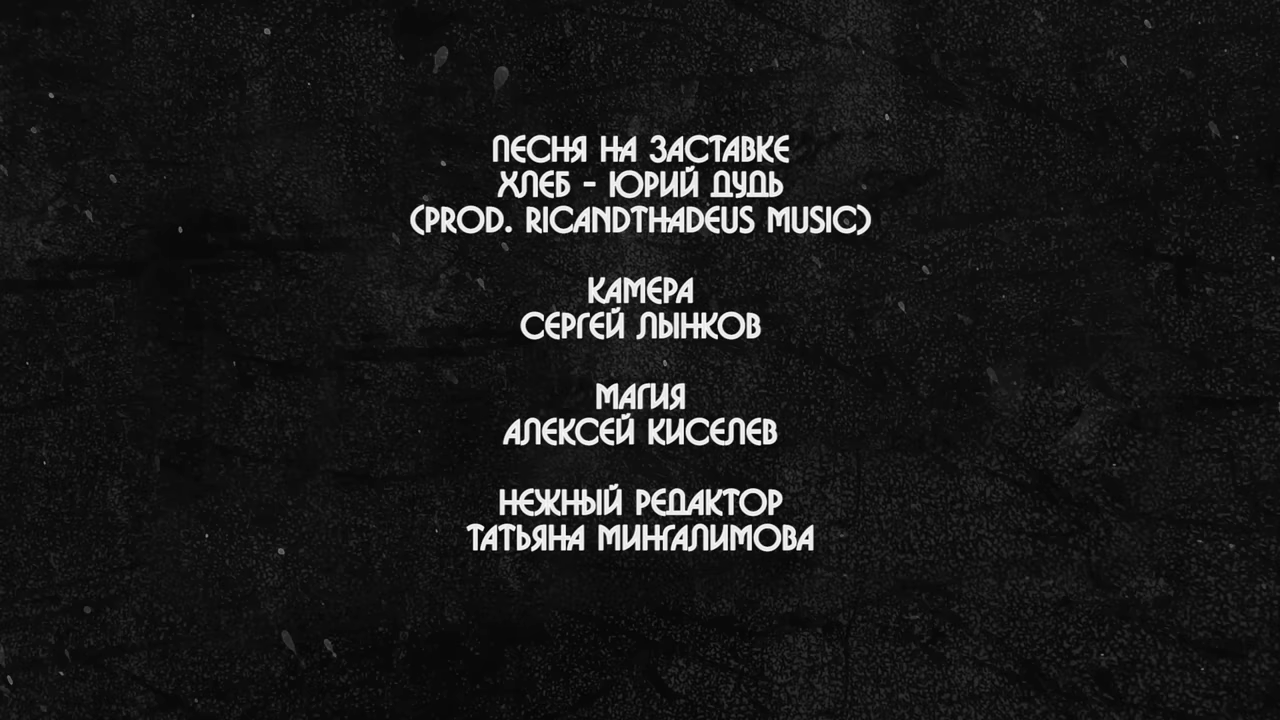 ПЕСНЯ НА ЗАСТАВКЕ
ХЛЕБ - ЮРИЙ ДУДЬ
(PROD. RICANDTHADEUS MUSIC)
КАМЕРА
СЕРГЕЙ ЛЫНКОВ
МАГИЯ
АЛЕКСЕЙ КИСЕЛЕВ
НЕЖНЫЙ РЕДАКТОР
ТАТЬЯНА МИНГАЛИМОВА